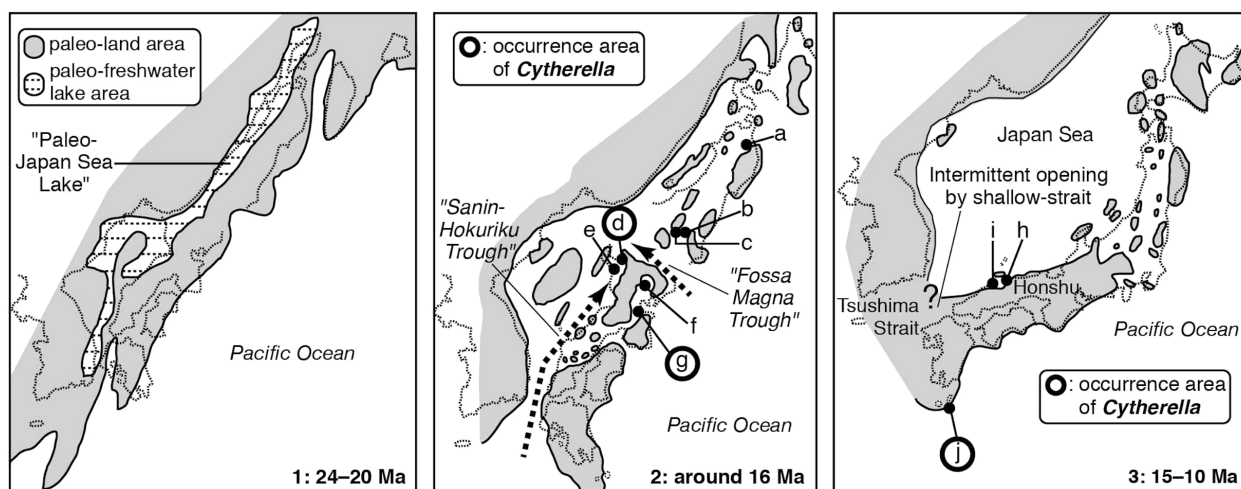 paleo-land area
paleo-freshwater
lake area
"Paleo-
Japan Sea
Lake"
Pacific Ocean
1: 24–20 Ma
: occurrence area
of Cytherella
a
"Sanin-
Hokuriku
Trough"
e
d
b
c
"Fossa
Magna
Trough"
f
g
Pacific Ocean
2: around 16 Ma
Japan Sea
Intermittent opening
by shallow-strait
i
h
?
Honshu
Tsushima
Strait
Pacific Ocean
: occurrence area
of Cytherella
j
3: 15–10 Ma